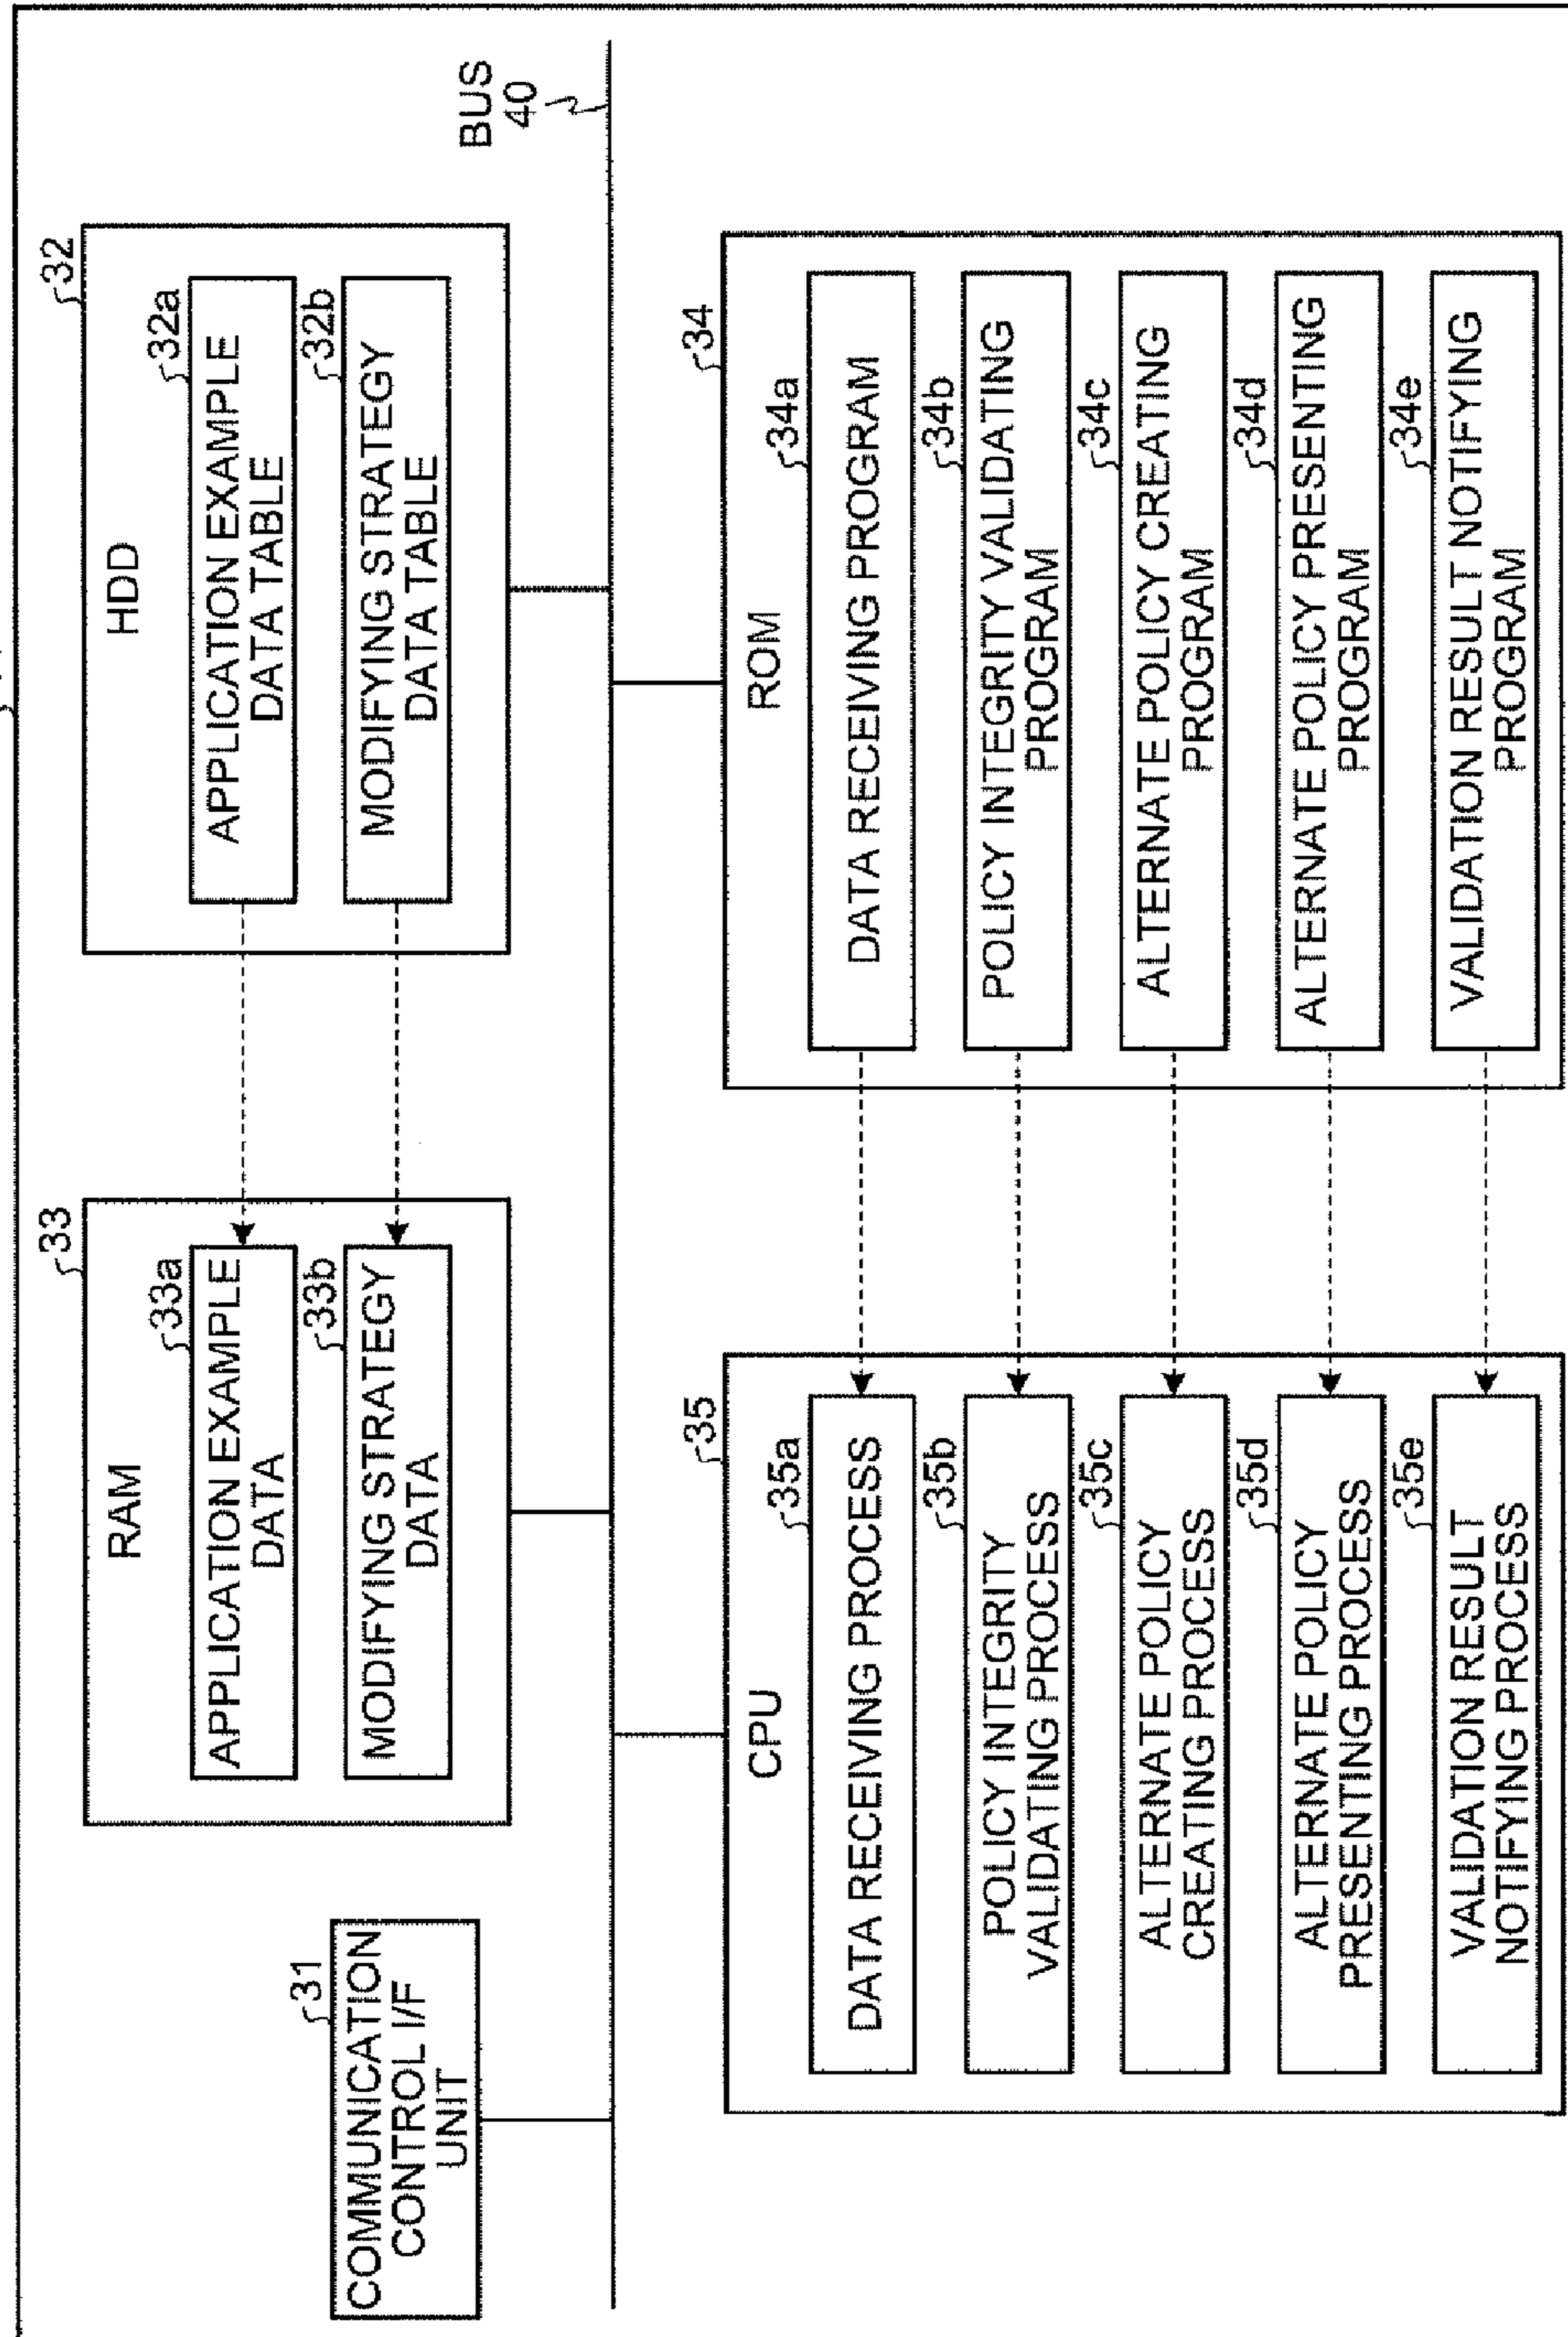 COMMUNICATION
CONTROL I/F
UNIT
31
RAM
33
APPLICATION EXAMPLE
DATA
33a
MODIFYING STRATEGY
DATA
33b
HDD
32
APPLICATION EXAMPLE
DATA TABLE
32a
MODIFYING STRATEGY
DATA TABLE
32b
BUS
40
CPU
35
DATA RECEIVING PROCESS
35a
POLICY INTEGRITY
VALIDATING PROCESS
35b
ALTERNATE POLICY
CREATING PROCESS
35c
ALTERNATE POLICY
PRESENTING PROCESS
35d
VALIDATION RESULT
NOTIFYING PROCESS
35e
ROM
34
DATA RECEIVING PROGRAM
34a
POLICY INTEGRITY VALIDATING
PROGRAM
34b
ALTERNATE POLICY CREATING
PROGRAM
34c
ALTERNATE POLICY PRESENTING
PROGRAM
34d
VALIDATION RESULT NOTIFYING
PROGRAM
34e